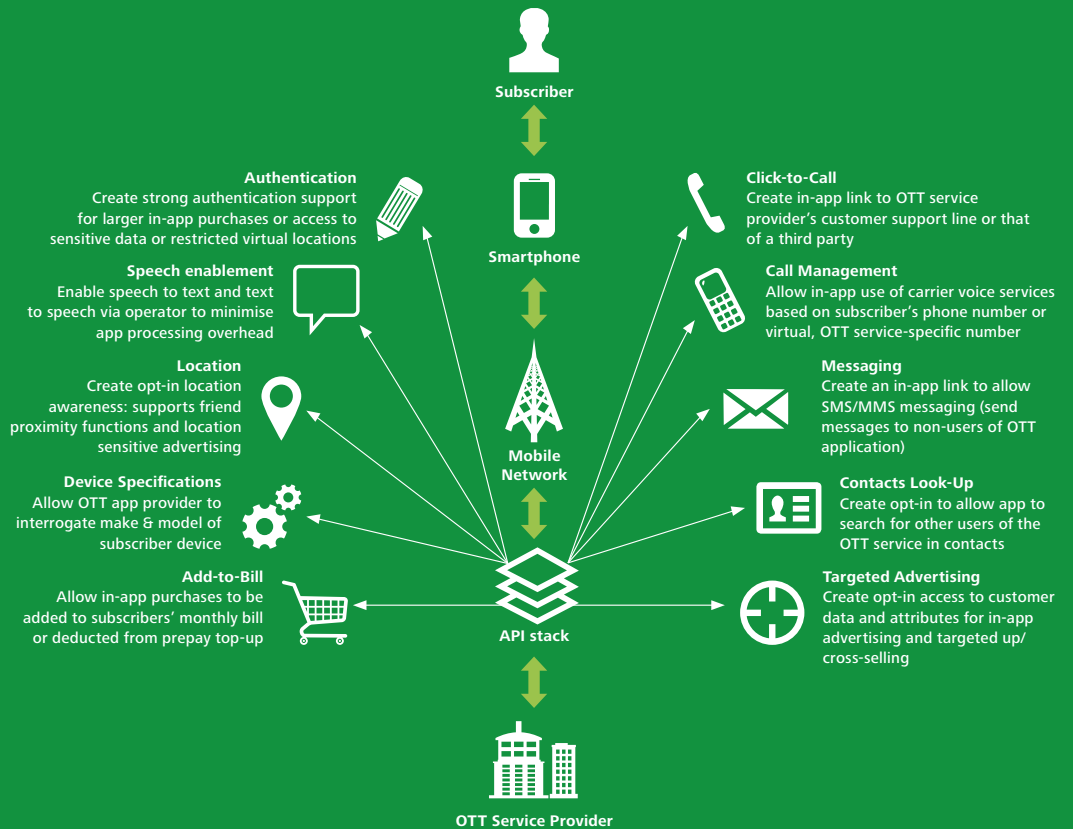 Subscriber
Authentication
Create strong authentication support
for larger in-app purchases or access to
sensitive data or restricted virtual locations
Smartphone
Click-to-Call
Create in-app link to OTT service
provider's customer support line or that
of a third party
Speech enablement
Enable speech to text and text
to speech via operator to minimise
app processing overhead
Call Management
Allow in-app use of carrier voice services
based on subscriber's phone number or
virtual, OTT service-specific number
Location
Create opt-in location
awareness: supports friend
proximity functions and location
sensitive advertising
Mobile
Network
Messaging
Create an in-app link to allow
SMS/MMS messaging (send
messages to non-users of OTT
application)
Device Specifications
Allow OTT app provider to
interrogate make & model of
subscriber device
Contacts Look-Up
Create opt-in to allow app to
search for other users of the
OTT service in contacts
Add-to-Bill
Allow in-app purchases to be
added to subscribers' monthly bill
or deducted from prepay top-up
API stack
Targeted Advertising
Create opt-in access to customer
data and attributes for in-app
advertising and targeted up/
cross-selling
OTT Service Provider